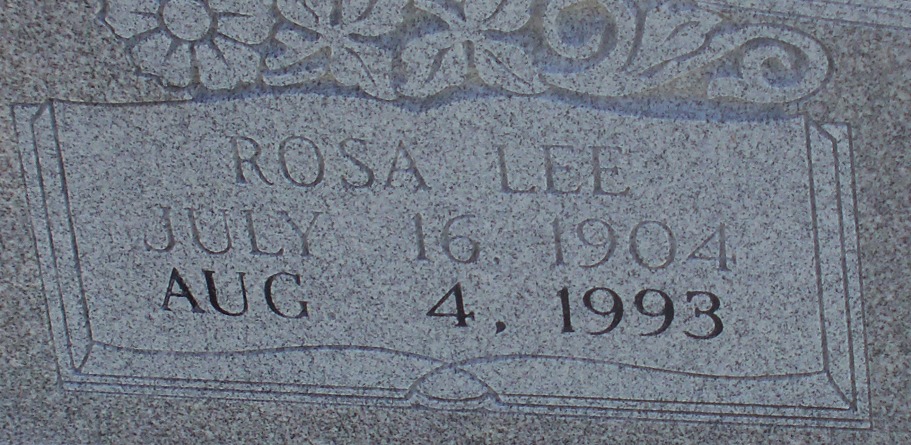 ROSA LEE
JULY 16, 1904
AUG 4, 1993